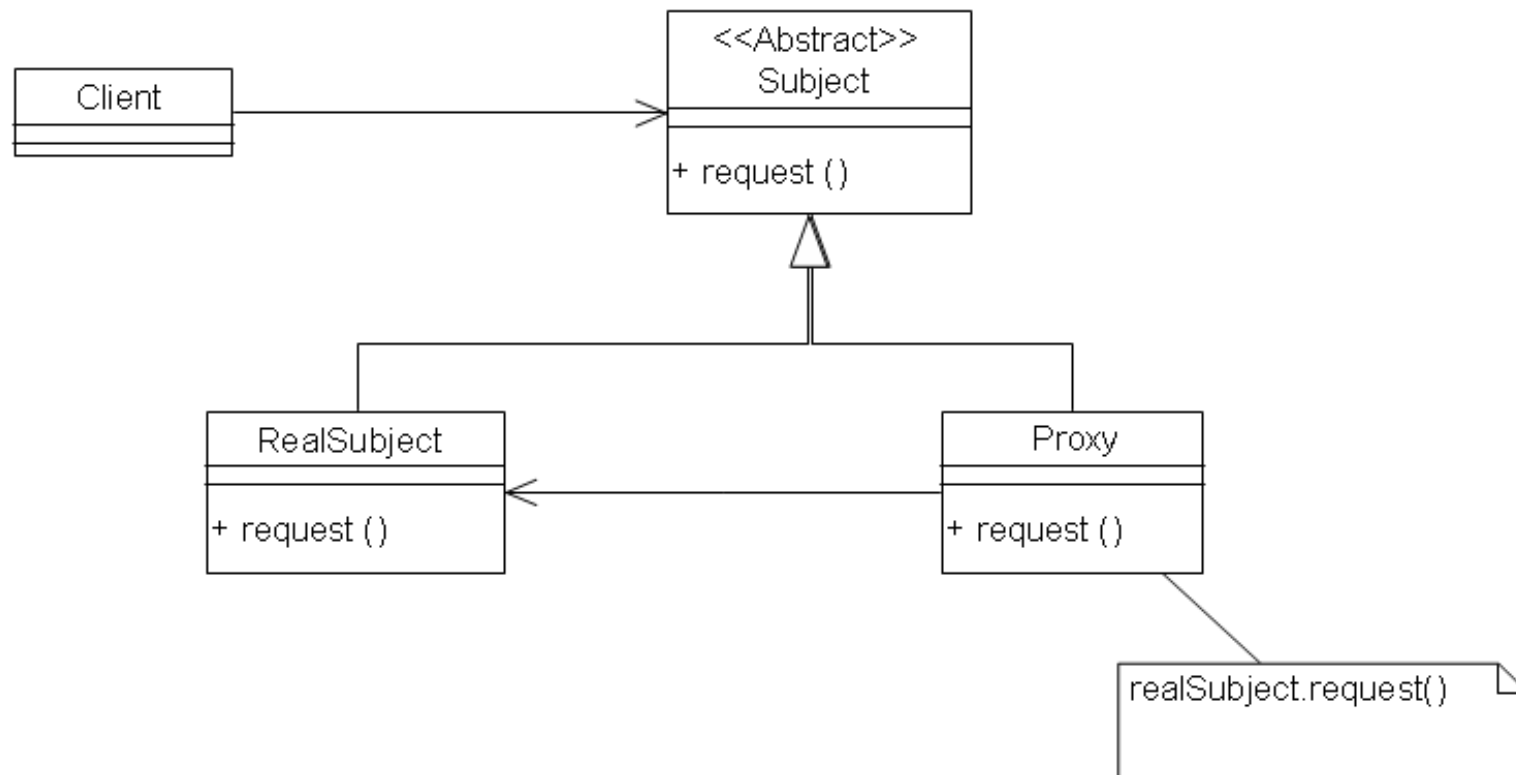 <<Abstract>>
Subject
Client
+ request ()
RealSubject
+ request ()
Proxy
+ request ()
realSubject.request()